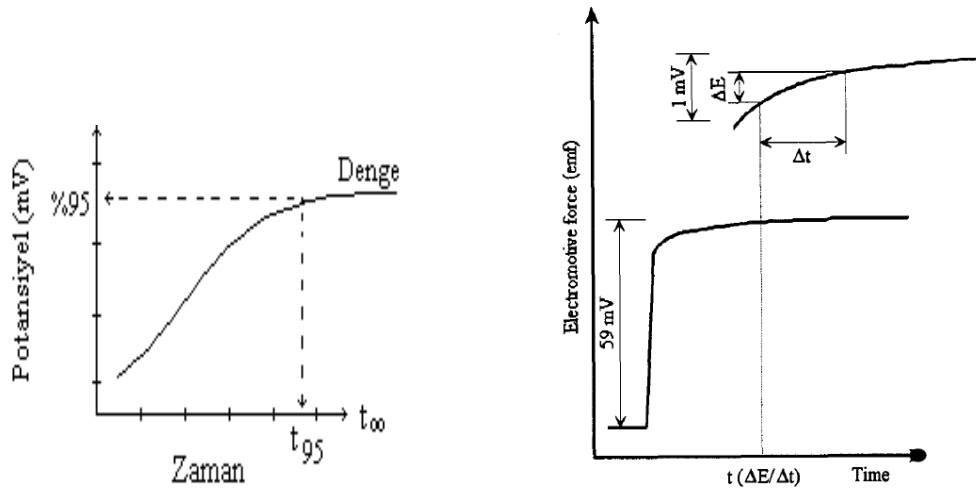 Potansiyel (mV)
%95
Denge
t95
t∞
Zaman
Electromotive force (emf)
1 mV
ΔE
Δt
59 mV
t (ΔE/Δt)
Time